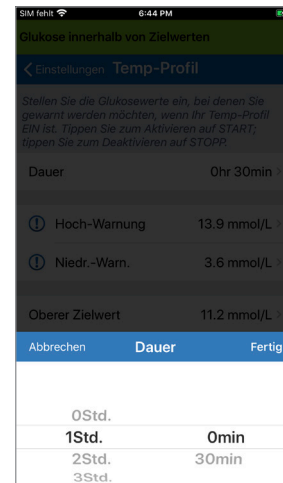 SIM fehlt 6:44 PM
Glukose innerhalb von Zielwerten
Einstellungen Temp-Profil
Stellen Sie die Glukosewerte ein, bei denen Sie
gewarnt werden möchten, wenn Ihr Temp-Profil
EIN ist. Tippen Sie zum Aktivieren auf START;
tippen Sie zum Deaktivieren auf STOPP.
Dauer 0hr 30min
Hoch-Warnung 13.9 mmol/L
Niedr.-Warn. 3.6 mmol/L
Oberer Zielwert 11.2 mmol/L
Abbrechen Dauer Fertig
0Std.
1Std. 0min
2Std. 30min
3Std.